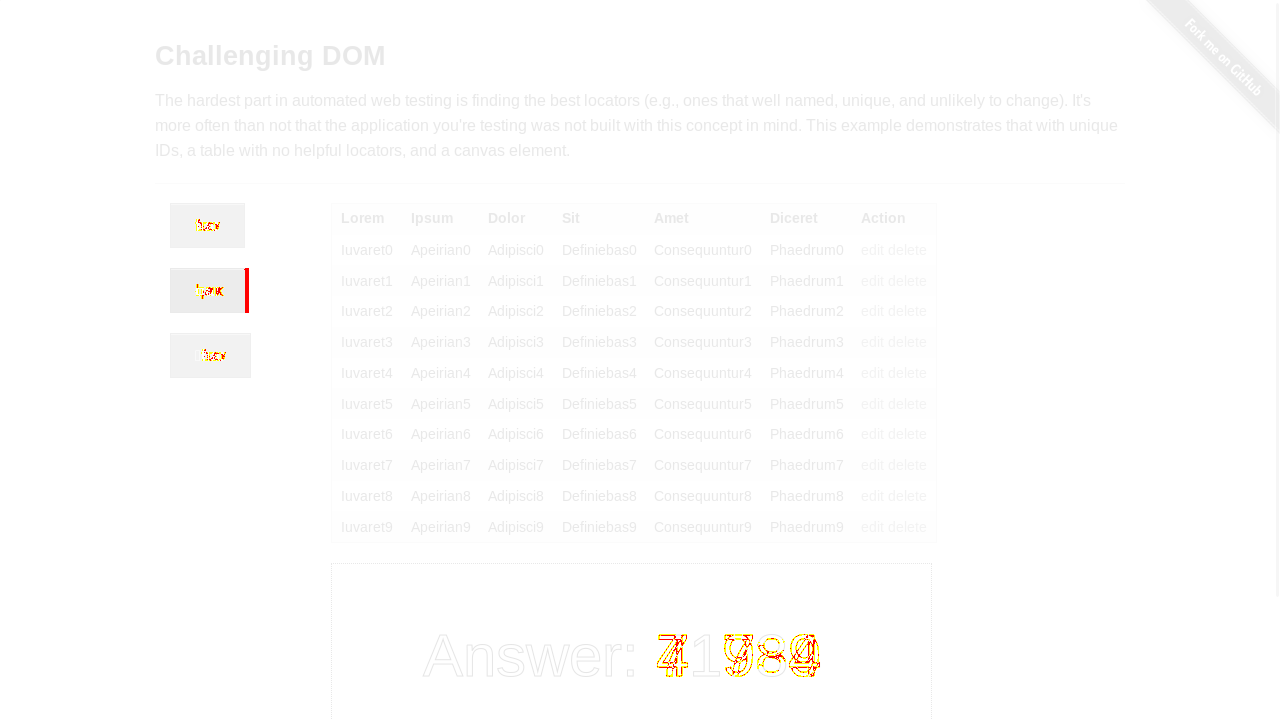 Fork me on GitHub
Challenging DOM
The hardest part in automated web testing is finding the best locators (e.g., ones that well named, unique, and unlikely to change). It's
more often than not that the application you're testing was not built with this concept in mind. This example demonstrates that with unique
IDs, a table with no helpful locators, and a canvas element.
Lorem Ipsum Dolor Sit Amet Diceret Action
Iuvaret0 Apeirian0 Adipisci0 Definiebas0 Consequuntur0 Phaedrum0 edit delete
Iuvaret1 Apeirian1 Adipisci1 Definiebas1 Consequuntur1 Phaedrum1 edit delete
Iuvaret2 Apeirian2 Adipisci2 Definiebas2 Consequuntur2 Phaedrum2 edit delete
Iuvaret3 Apeirian3 Adipisci3 Definiebas3 Consequuntur3 Phaedrum3 edit delete
Iuvaret4 Apeirian4 Adipisci4 Definiebas4 Consequuntur4 Phaedrum4 edit delete
Iuvaret5 Apeirian5 Adipisci5 Definiebas5 Consequuntur5 Phaedrum5 edit delete
Iuvaret6 Apeirian6 Adipisci6 Definiebas6 Consequuntur6 Phaedrum6 edit delete
Iuvaret7 Apeirian7 Adipisci7 Definiebas7 Consequuntur7 Phaedrum7 edit delete
Iuvaret8 Apeirian8 Adipisci8 Definiebas8 Consequuntur8 Phaedrum8 edit delete
Iuvaret9 Apeirian9 Adipisci9 Definiebas9 Consequuntur9 Phaedrum9 edit delete
Answer: